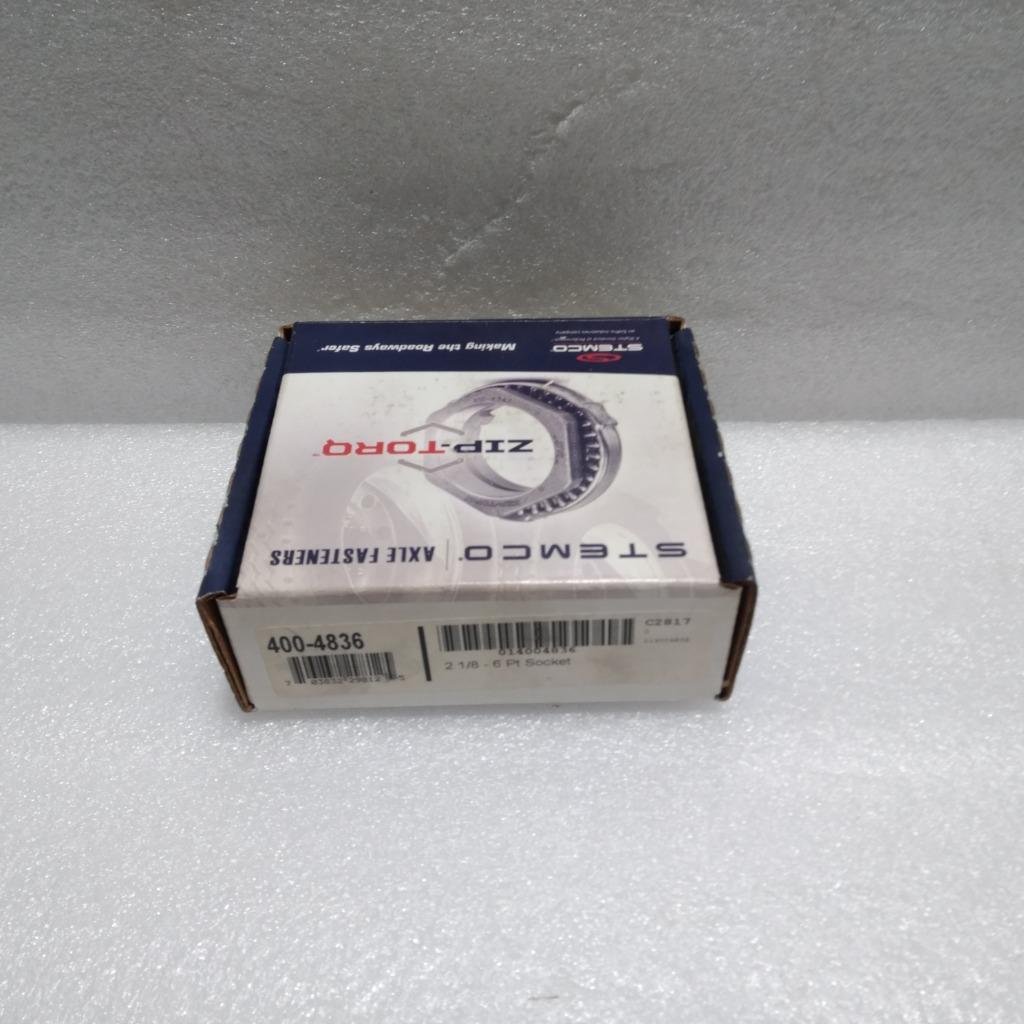 STEMCO
Making the Roadways Safer
ZIP-TORQ
STEMCO | AXLE FASTENERS
400-4836
014004836
2 1/8 - 6 Pt Socket
C2817